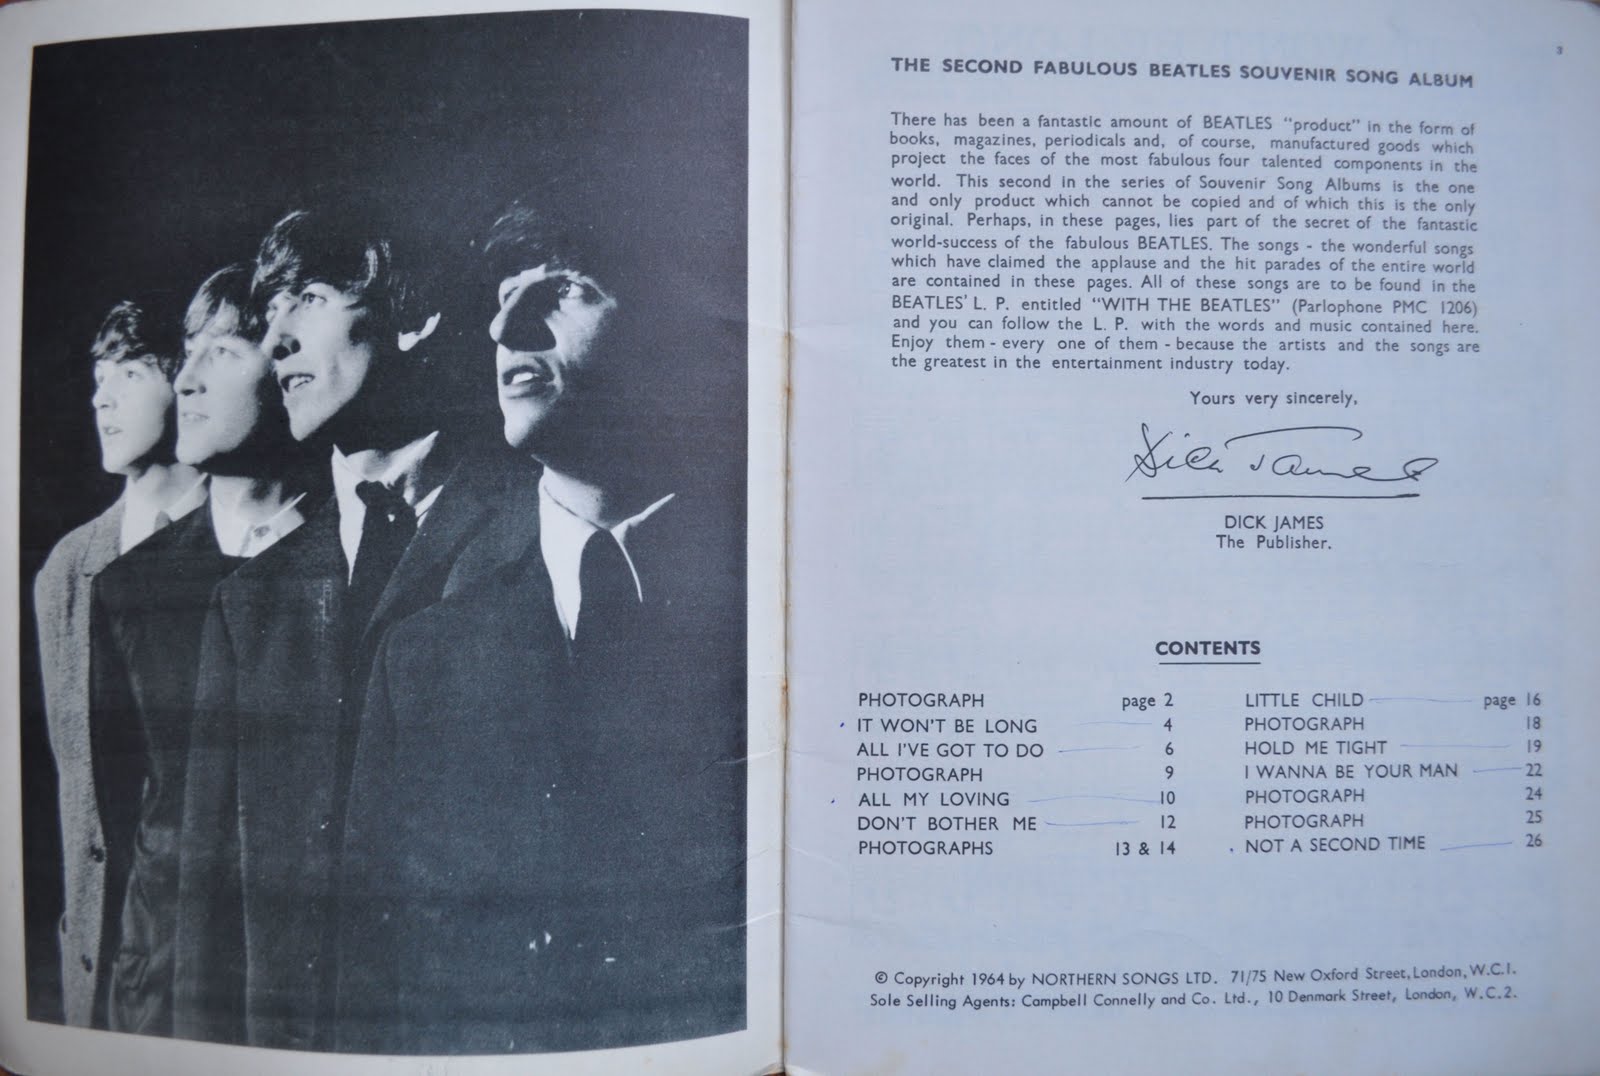 3
THE SECOND FABULOUS BEATLES SOUVENIR SONG ALBUM
There has been a fantastic amount of BEATLES "product" in the form of
books, magazines, periodicals and, of course, manufactured goods which
project the faces of the most fabulous four talented components in the
world. This second in the series of Souvenir Song Albums is the one
and only product which cannot be copied and of which this is the only
original. Perhaps, in these pages, lies part of the secret of the fantastic
world-success of the fabulous BEATLES. The songs - the wonderful songs
which have claimed the applause and the hit parades of the entire world
are contained in these pages. All of these songs are to be found in the
BEATLES' L. P. entitled "WITH THE BEATLES" (Parlophone PMC 1206)
and you can follow the L. P. with the words and music contained here.
Enjoy them - every one of them - because the artists and the songs are
the greatest in the entertainment industry today.
Yours very sincerely,
Dick James
DICK JAMES
The Publisher.
CONTENTS
PHOTOGRAPH page 2
IT WON'T BE LONG 4
ALL I'VE GOT TO DO 6
PHOTOGRAPH 9
ALL MY LOVING 10
DON'T BOTHER ME 12
PHOTOGRAPHS 13 & 14
LITTLE CHILD page 16
PHOTOGRAPH 18
HOLD ME TIGHT 19
I WANNA BE YOUR MAN 22
PHOTOGRAPH 24
PHOTOGRAPH 25
NOT A SECOND TIME 26
© Copyright 1964 by NORTHERN SONGS LTD. 71/75 New Oxford Street, London, W.C.1.
Sole Selling Agents: Campbell Connelly and Co. Ltd., 10 Denmark Street, London, W.C.2.